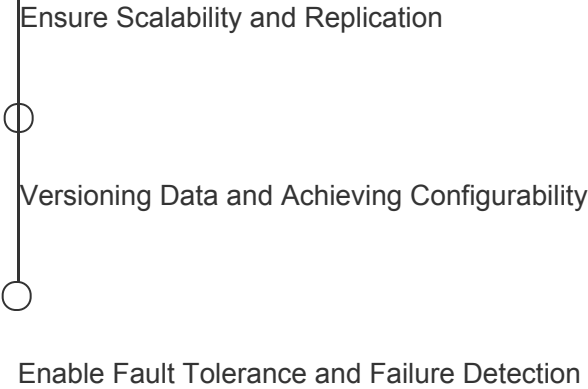 Ensure Scalability and Replication
Versioning Data and Achieving Configurability
Enable Fault Tolerance and Failure Detection